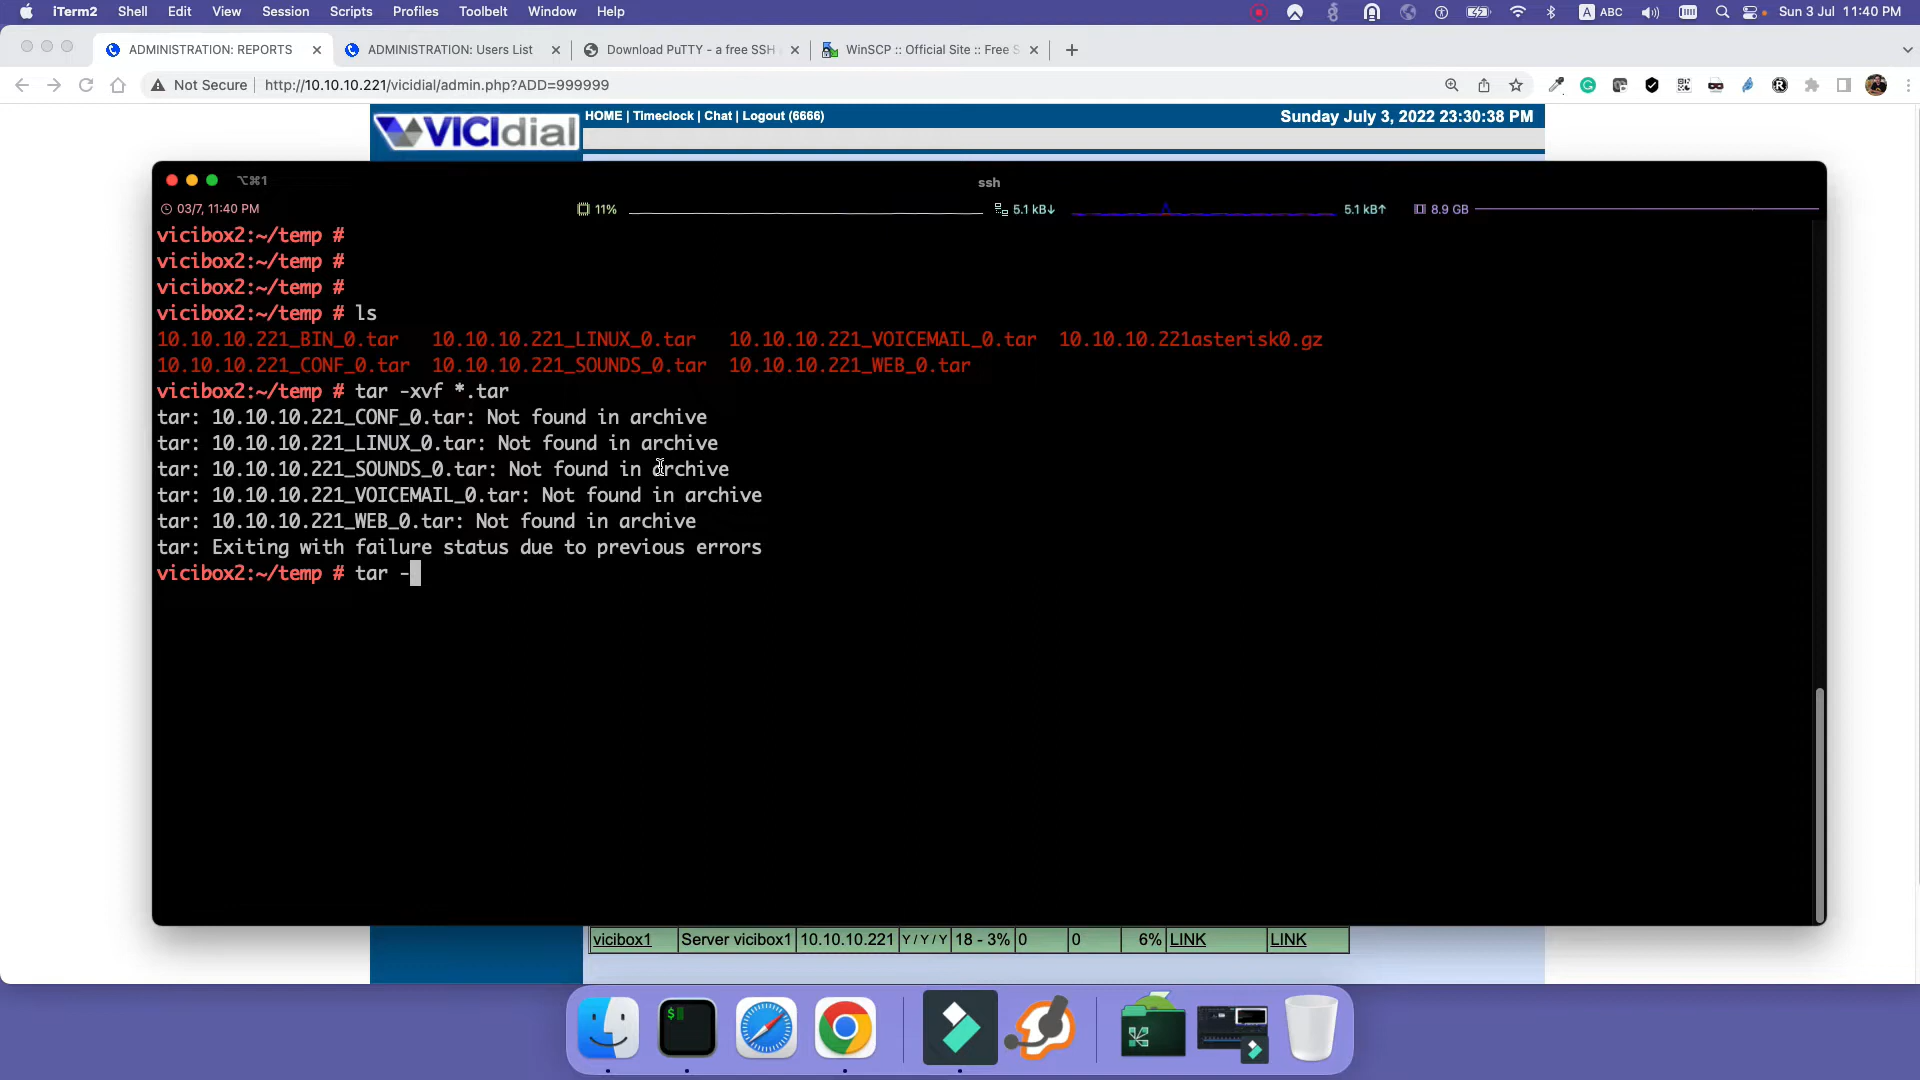 iTerm2 Shell Edit View Session Scripts Profiles Toolbelt Window Help A ABC Sun 3 Jul 11:40 PM
ADMINISTRATION: REPORTS ADMINISTRATION: Users List Download PuTTY - a free SSH WinSCP :: Official Site :: Free S
Not Secure http://10.10.10.221/vicidial/admin.php?ADD=999999
VICIdial HOME | Timeclock | Chat | Logout (6666) Sunday July 3, 2022 23:30:38 PM
⌥⌘1 ssh
03/7, 11:40 PM 11% 5.1 kB↓ 5.1 kB↑ 8.9 GB
vicibox2:~/temp #
vicibox2:~/temp #
vicibox2:~/temp #
vicibox2:~/temp # ls
10.10.10.221_BIN_0.tar 10.10.10.221_LINUX_0.tar 10.10.10.221_VOICEMAIL_0.tar 10.10.10.221asterisk0.gz
10.10.10.221_CONF_0.tar 10.10.10.221_SOUNDS_0.tar 10.10.10.221_WEB_0.tar
vicibox2:~/temp # tar -xvf *.tar
tar: 10.10.10.221_CONF_0.tar: Not found in archive
tar: 10.10.10.221_LINUX_0.tar: Not found in archive
tar: 10.10.10.221_SOUNDS_0.tar: Not found in archive
tar: 10.10.10.221_VOICEMAIL_0.tar: Not found in archive
tar: 10.10.10.221_WEB_0.tar: Not found in archive
tar: Exiting with failure status due to previous errors
vicibox2:~/temp # tar -
vicibox1 Server vicibox1 10.10.10.221 Y / Y / Y 18 - 3% 0 0 6% LINK LINK
$